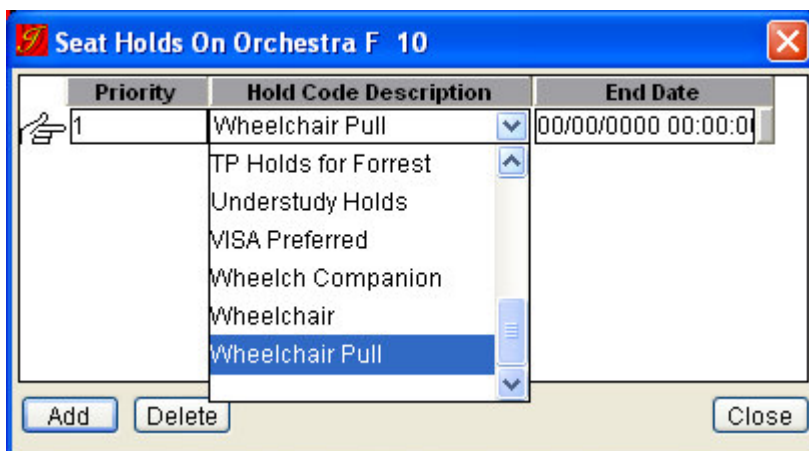 Seat Holds On Orchestra F 10
Priority Hold Code Description End Date
1 Wheelchair Pull 00/00/0000 00:00:0
TP Holds for Forrest
Understudy Holds
VISA Preferred
Wheelch Companion
Wheelchair
Wheelchair Pull
Add Delete Close